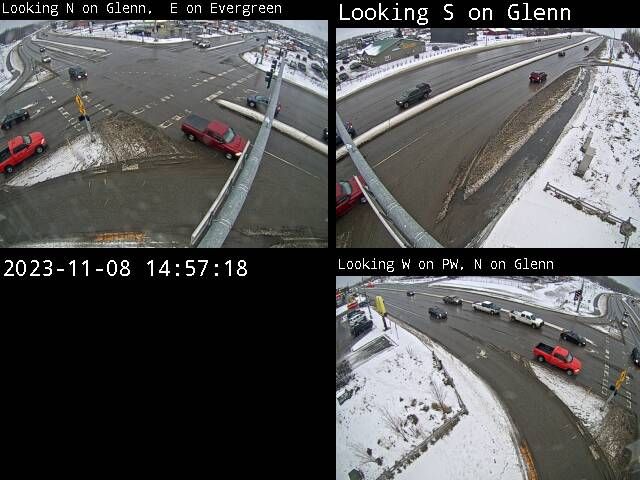 Looking N on Glenn, E on Evergreen
Looking S on Glenn
2023-11-08 14:57:18
Looking W on PW, N on Glenn